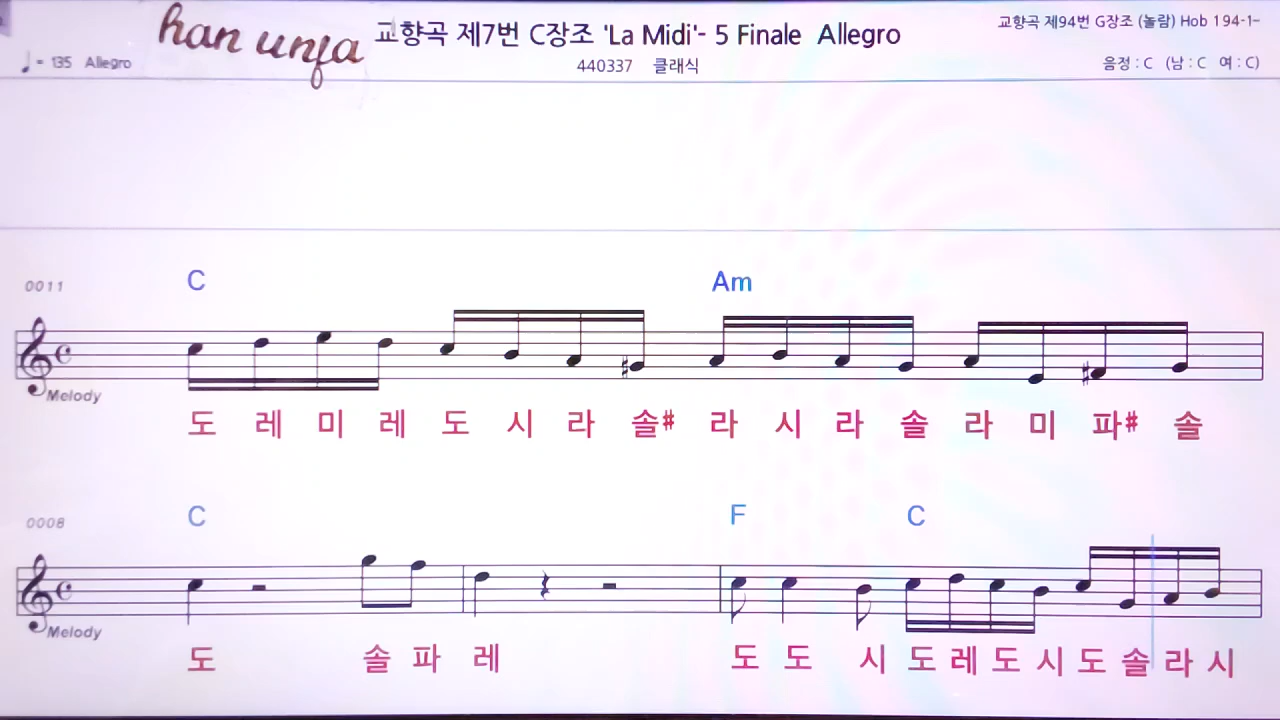 han unfa
교향곡 제7번 C장조 'La Midi'- 5 Finale Allegro
교향곡 제94번 G장조 (놀람) Hob 194-1-
♩ = 135 Allegro
440337 클래식
음정 : C (남 : C 여 : C)
0011 C Am
Melody
도 레 미 레 도 시 라 솔# 라 시 라 솔 라 미 파# 솔
0008 C F C
Melody
도 솔 파 레 도 도 시 도 레 도 시 도 솔 라 시